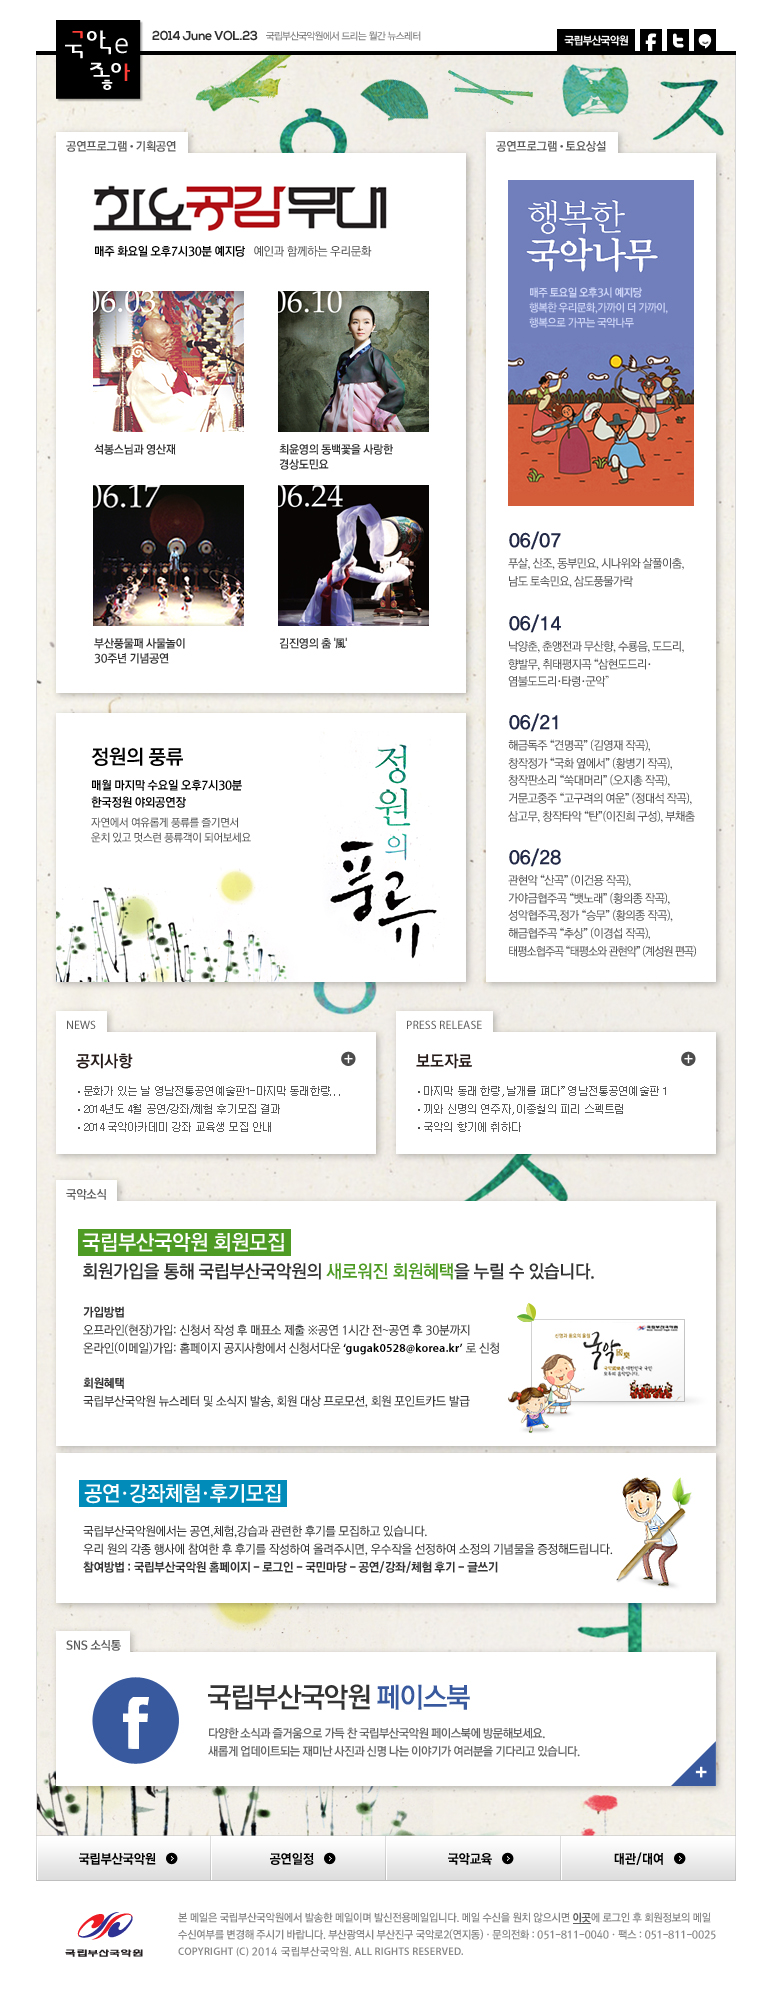 국악e
좋아
2014 June VOL.23 국립부산국악원에서 드리는 월간 뉴스레터
국립부산국악원
공연프로그램 • 기획공연
화요공감무대
매주 화요일 오후7시30분 예지당 예인과 함께하는 우리문화
06.03
석봉스님과 영산재
06.10
최윤영의 동백꽃을 사랑한
경상도민요
06.17
부산풍물패 사물놀이
30주년 기념공연
06.24
김진영의 춤 '風'
공연프로그램 • 토요상설
행복한
국악나무
매주 토요일 오후3시 예지당
행복한 우리문화,가까이 더 가까이,
행복으로 가꾸는 국악나무
06/07
푸살, 산조, 동부민요, 시나위와 살풀이춤,
남도 토속민요, 삼도풍물가락
06/14
낙양춘, 춘앵전과 무산향, 수룡음, 도드리,
향발무, 취태평지곡 “삼현도드리·
염불도드리·타령·군악”
06/21
해금독주 “견명곡” (김영재 작곡),
창작정가 “국화 옆에서” (황병기 작곡),
창작판소리 “쑥대머리” (오지총 작곡),
거문고중주 “고구려의 여운” (정대석 작곡),
삼고무, 창작타악 “탄”(이진희 구성), 부채춤
06/28
관현악 “산곡” (이건용 작곡),
가야금협주곡 “뱃노래” (황의종 작곡),
성악협주곡,정가 “승무” (황의종 작곡),
해금협주곡 “추상” (이경섭 작곡),
태평소협주곡 “태평소와 관현악” (계성원 편곡)
정원의 풍류
매월 마지막 수요일 오후7시30분
한국정원 야외공연장
자연에서 여유롭게 풍류를 즐기면서
운치 있고 멋스런 풍류객이 되어보세요
정원의
풍류
NEWS
공지사항
· 문화가 있는 날 영남전통공연예술판1-마지막 동래한량...
· 2014년도 4월 공연/강좌/체험 후기모집 결과
· 2014 국악아카데미 강좌 교육생 모집 안내
PRESS RELEASE
보도자료
· 마지막 동래 한량,날개를 펴다” 영남전통공연예술판 1
· 끼와 신명의 연주자,이종철의 피리 스펙트럼
· 국악의 향기에 취하다
국악소식
국립부산국악원 회원모집
회원가입을 통해 국립부산국악원의 새로워진 회원혜택을 누릴 수 있습니다.
가입방법
오프라인(현장)가입: 신청서 작성 후 매표소 제출 ※공연 1시간 전~공연 후 30분까지
온라인(이메일)가입: 홈페이지 공지사항에서 신청서다운 ‘gugak0528@korea.kr’ 로 신청
회원혜택
국립부산국악원 뉴스레터 및 소식지 발송, 회원 대상 프로모션, 회원 포인트카드 발급
국립부산국악원
국악
공연·강좌체험·후기모집
국립부산국악원에서는 공연,체험,강습과 관련한 후기를 모집하고 있습니다.
우리 원의 각종 행사에 참여한 후 후기를 작성하여 올려주시면, 우수작을 선정하여 소정의 기념물을 증정해드립니다.
참여방법 : 국립부산국악원 홈페이지 – 로그인 – 국민마당 – 공연/강좌/체험 후기 – 글쓰기
SNS 소식통
국립부산국악원 페이스북
다양한 소식과 즐거움으로 가득 찬 국립부산국악원 페이스북에 방문해보세요.
새롭게 업데이트되는 재미난 사진과 신명 나는 이야기가 여러분을 기다리고 있습니다.
국립부산국악원
공연일정
국악교육
대관/대여
국립부산국악원
본 메일은 국립부산국악원에서 발송한 메일이며 발신전용메일입니다. 메일 수신을 원치 않으시면 이곳에 로그인 후 회원정보의 메일
수신여부를 변경해 주시기 바랍니다. 부산광역시 부산진구 국악로2(연지동) · 문의전화 : 051-811-0040 · 팩스 : 051-811-0025
COPYRIGHT (C) 2014 국립부산국악원. ALL RIGHTS RESERVED.